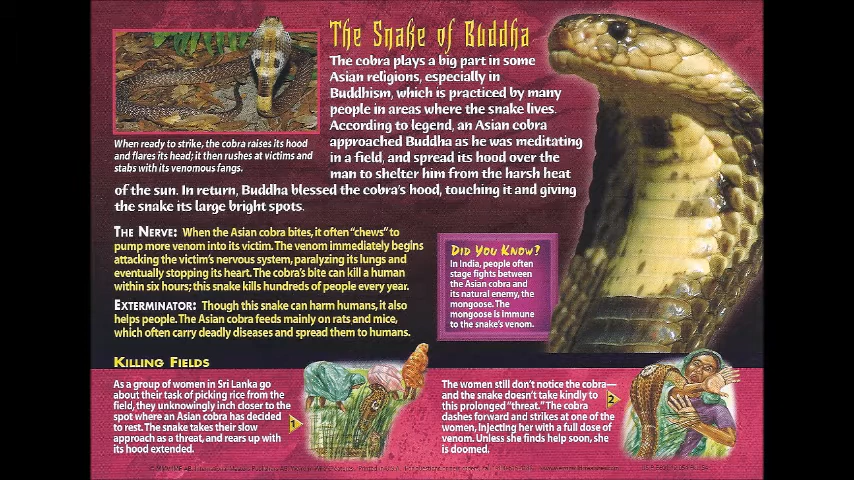 The Snake of Buddha
The cobra plays a big part in some
Asian religions, especially in
Buddhism, which is practiced by many
people in areas where the snake lives.
According to legend, an Asian cobra
approached Buddha as he was meditating
in a field, and spread its hood over the
man to shelter him from the harsh heat
of the sun. In return, Buddha blessed the cobra's hood, touching it and giving
the snake its large bright spots.
When ready to strike, the cobra raises its hood
and flares its head; it then rushes at victims and
stabs with its venomous fangs.
THE NERVE: When the Asian cobra bites, it often "chews" to
pump more venom into its victim. The venom immediately begins
attacking the victim's nervous system, paralyzing its lungs and
eventually stopping its heart. The cobra's bite can kill a human
within six hours; this snake kills hundreds of people every year.
EXTERMINATOR: Though this snake can harm humans, it also
helps people. The Asian cobra feeds mainly on rats and mice,
which often carry deadly diseases and spread them to humans.
DID YOU KNOW?
In India, people often
stage fights between
the Asian cobra and
its natural enemy, the
mongoose. The
mongoose is immune
to the snake's venom.
KILLING FIELDS
As a group of women in Sri Lanka go
about their task of picking rice from the
field, they unknowingly inch closer to the
spot where an Asian cobra has decided
to rest. The snake takes their slow
approach as a threat, and rears up with
its hood extended.
1
The women still don't notice the cobra—
and the snake doesn't take kindly to
this prolonged "threat." The cobra
dashes forward and strikes at one of the
women, injecting her with a full dose of
venom. Unless she finds help soon, she
is doomed.
2